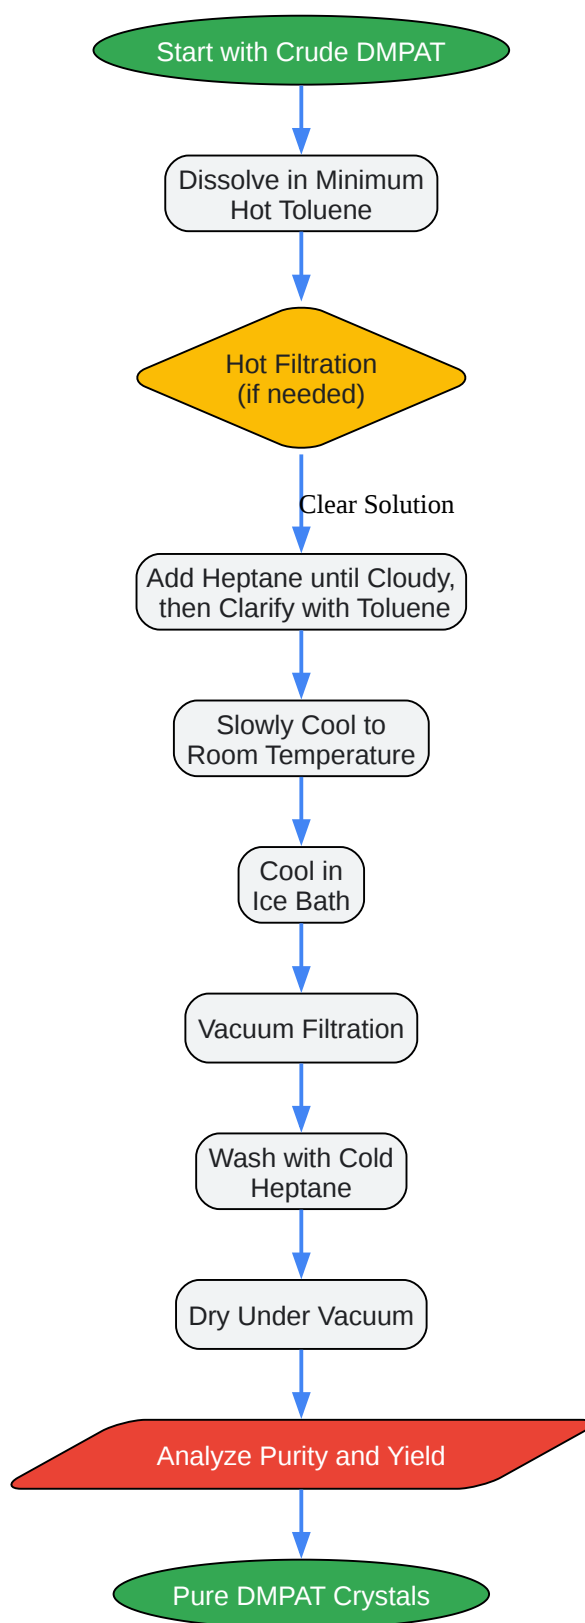 Start with Crude DMPAT
Dissolve in Minimum
Hot Toluene
Hot Filtration
(if needed)
Clear Solution
Add Heptane until Cloudy,
then Clarify with Toluene
Slowly Cool to
Room Temperature
Cool in
Ice Bath
Vacuum Filtration
Wash with Cold
Heptane
Dry Under Vacuum
Analyze Purity and Yield
Pure DMPAT Crystals